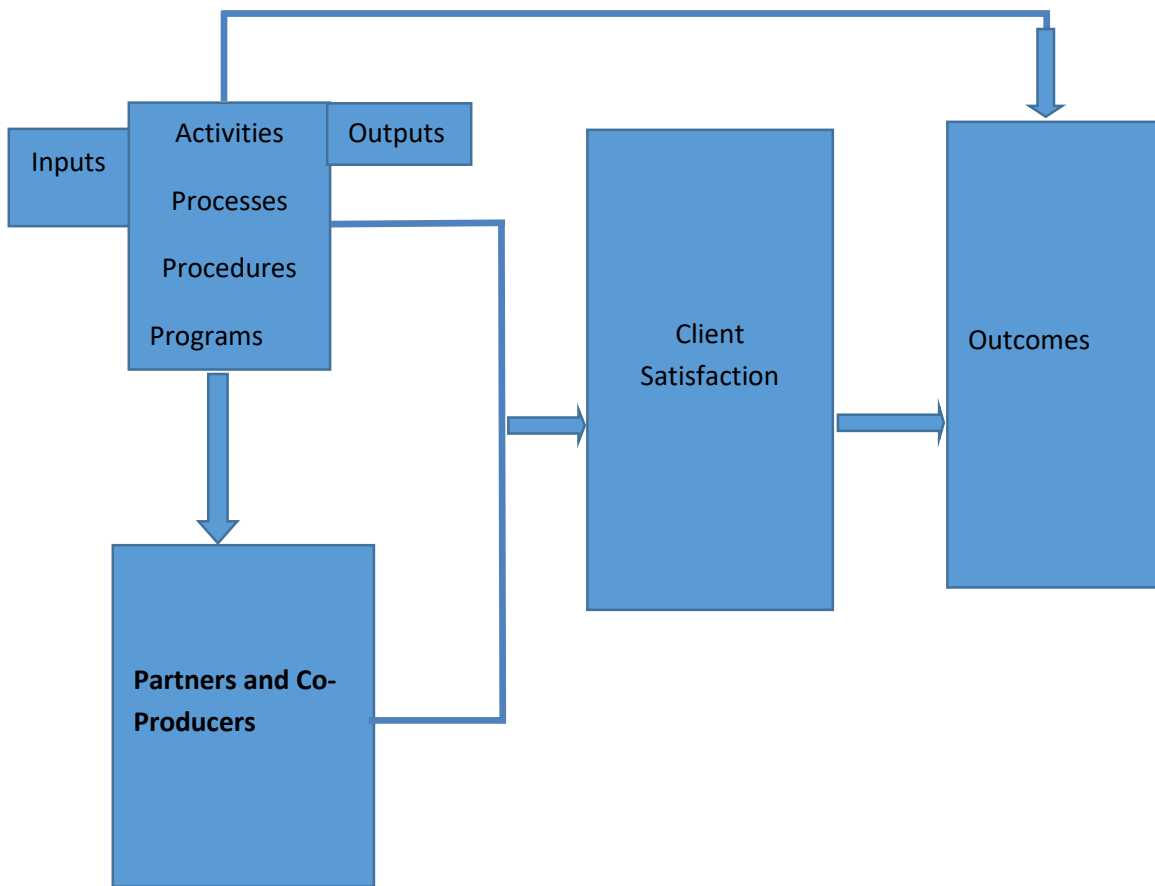 Inputs
Activities
Processes
Procedures
Programs
Outputs
Client
Satisfaction
Outcomes
Partners and Co-
Producers